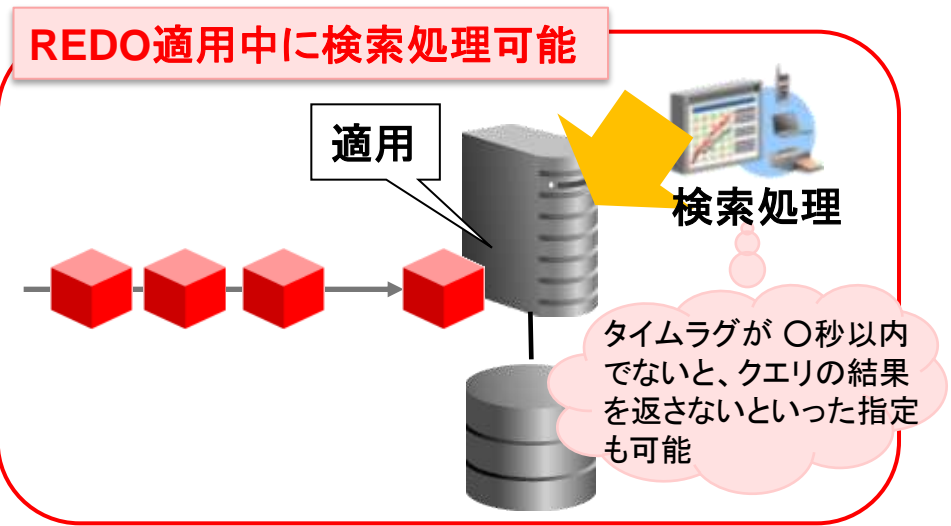 REDO適用中に検索処理可能
適用
検索処理
タイムラグが 〇秒以内
でないと、クエリの結果
を返さないといった指定
も可能